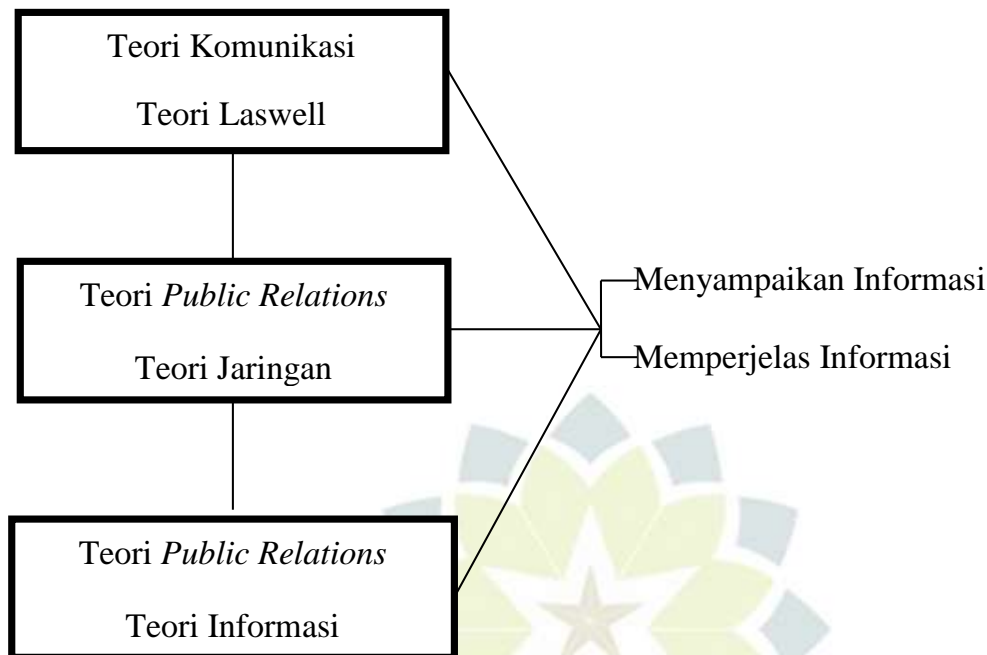 Teori Komunikasi
Teori Laswell
Teori Public Relations
Teori Jaringan
Menyampaikan Informasi
Memperjelas Informasi
Teori Public Relations
Teori Informasi